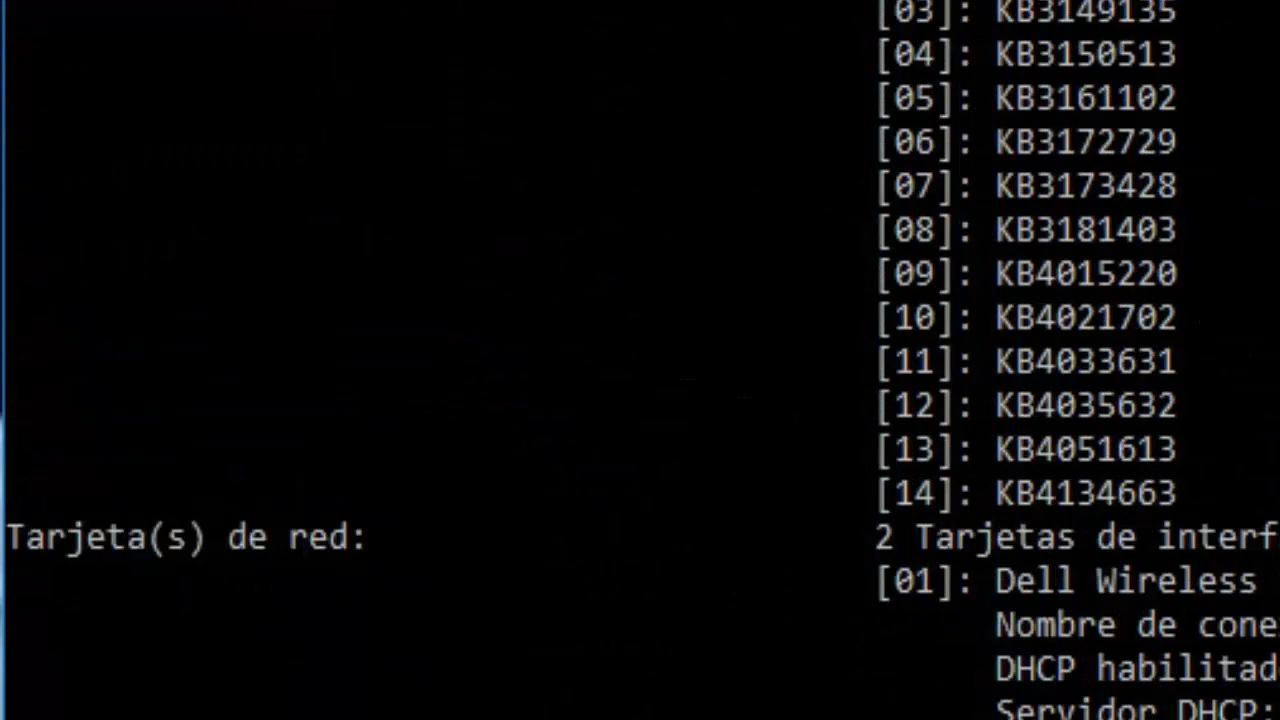 [03]: KB3149135
[04]: KB3150513
[05]: KB3161102
[06]: KB3172729
[07]: KB3173428
[08]: KB3181403
[09]: KB4015220
[10]: KB4021702
[11]: KB4033631
[12]: KB4035632
[13]: KB4051613
[14]: KB4134663
Tarjeta(s) de red: 2 Tarjetas de interf
[01]: Dell Wireless
Nombre de cone
DHCP habilitad
Servidor DHCP: